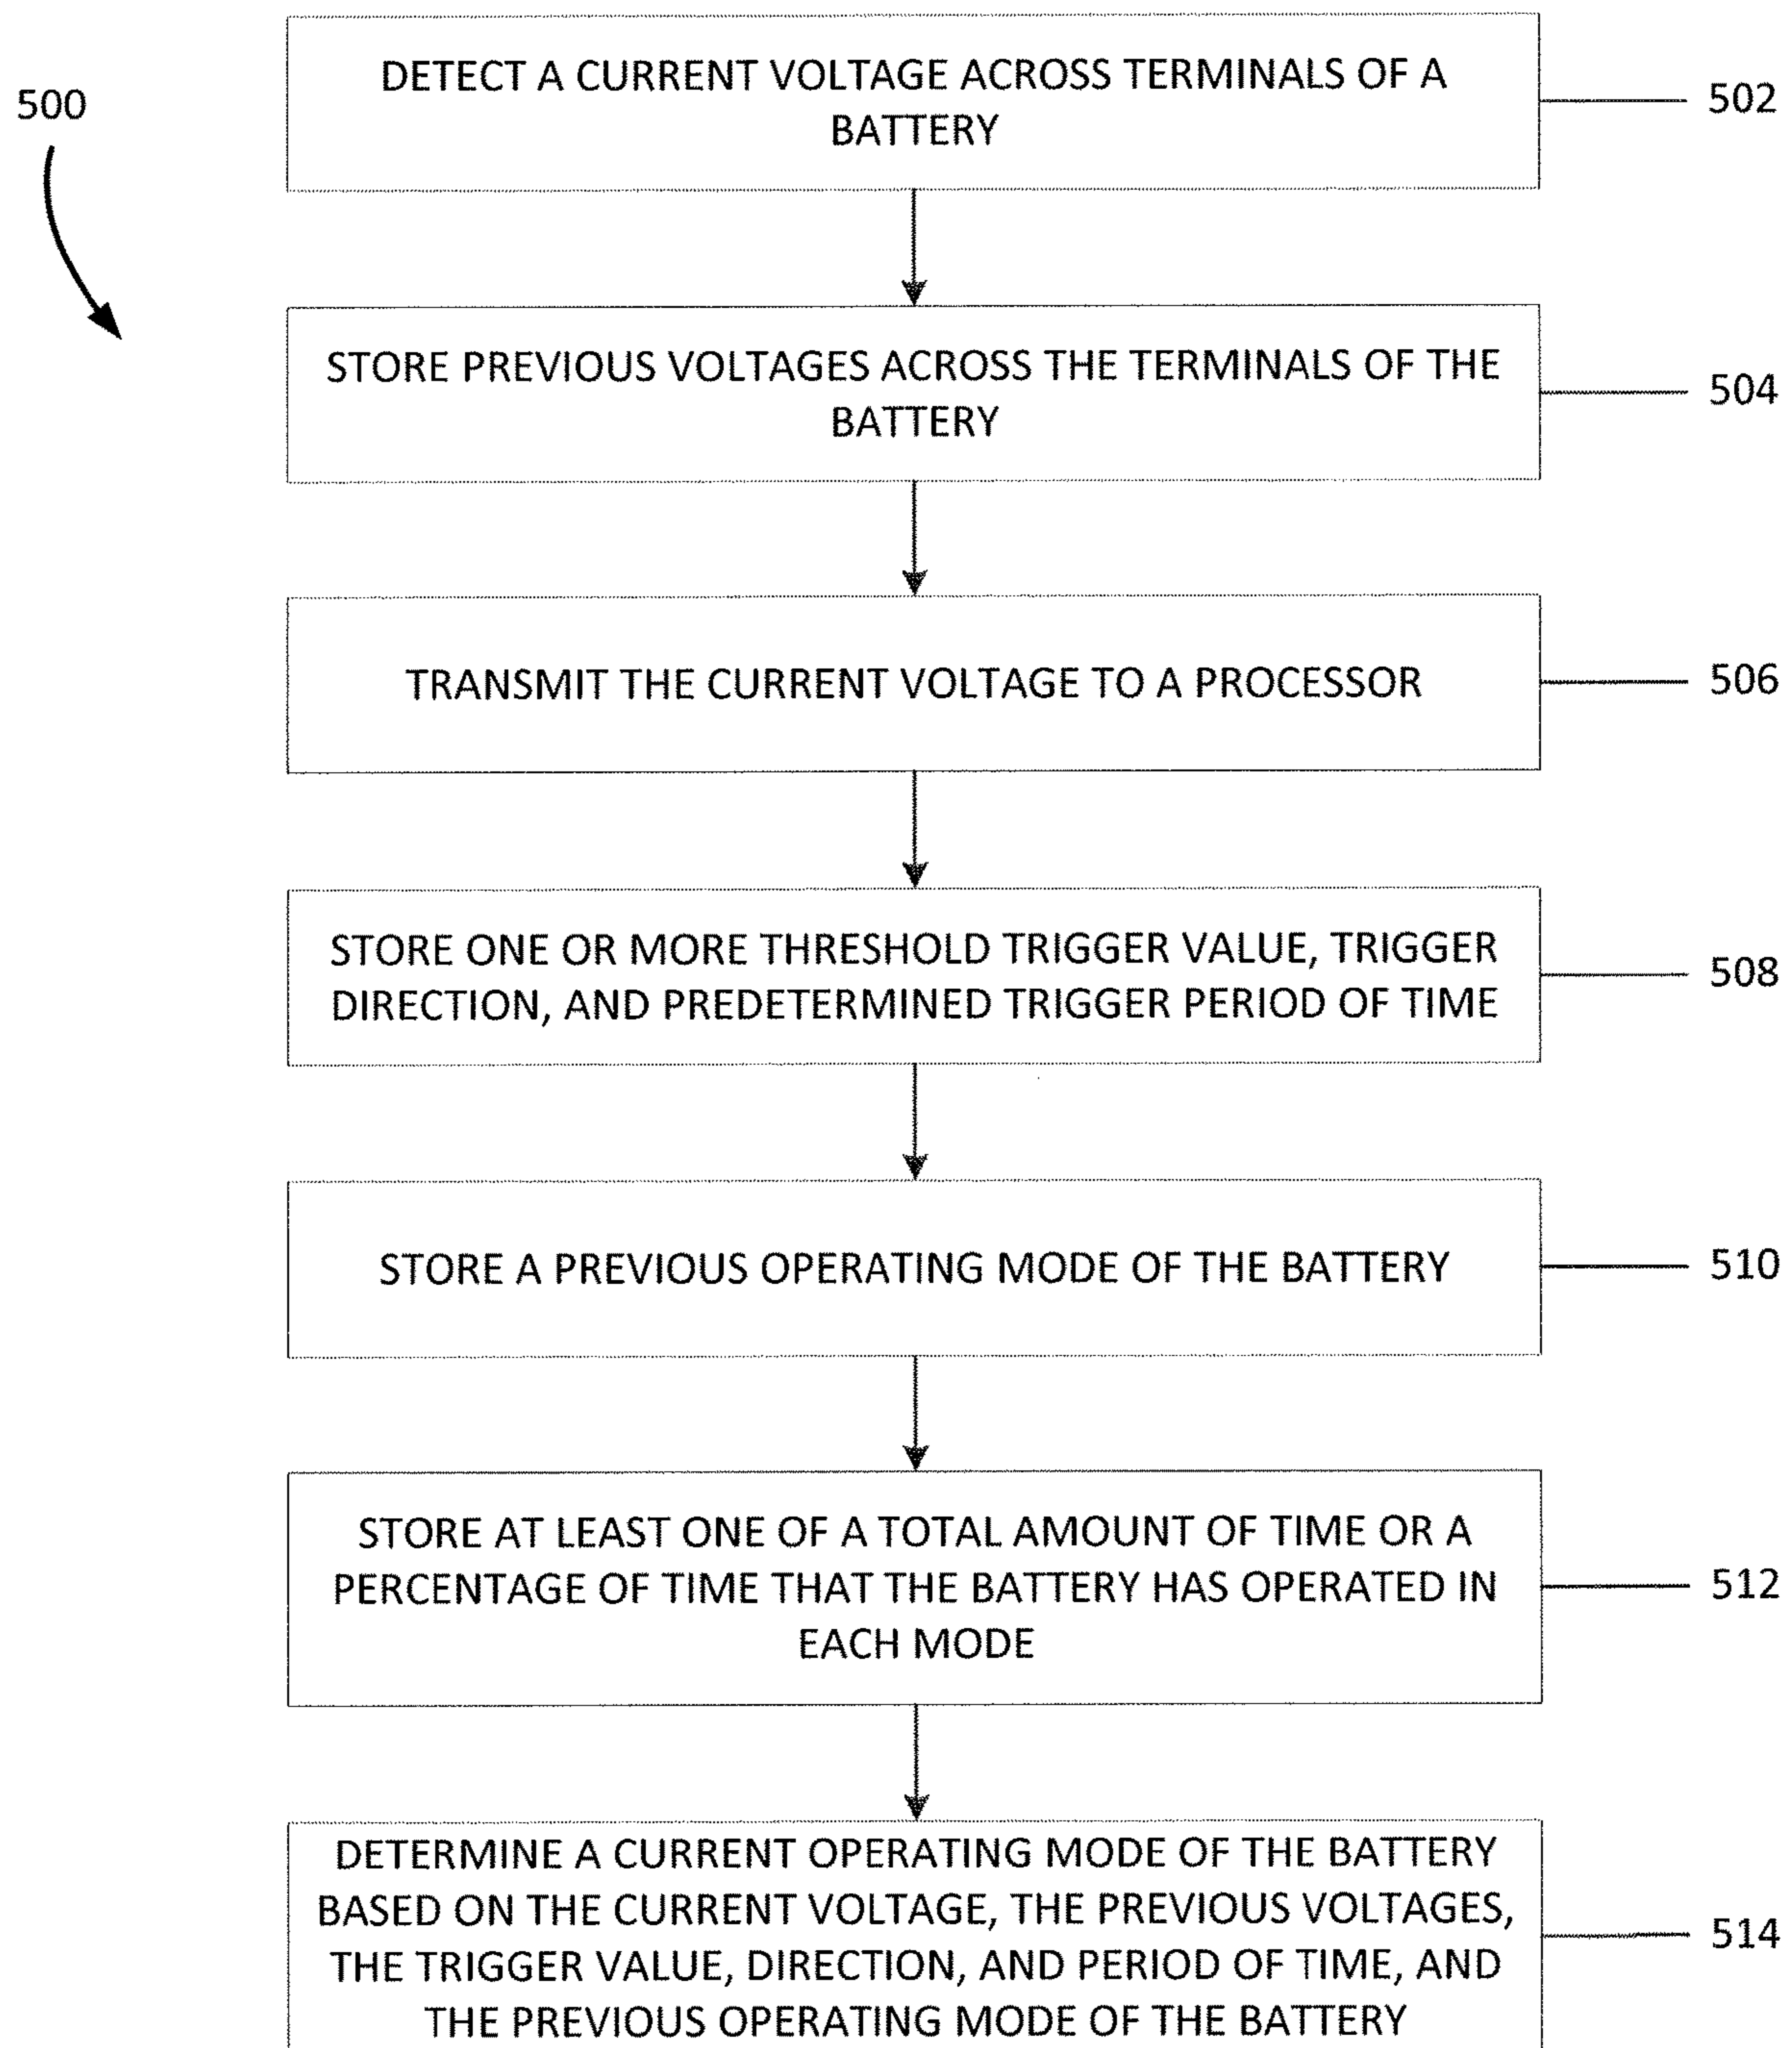 500
DETECT A CURRENT VOLTAGE ACROSS TERMINALS OF A
BATTERY
502
STORE PREVIOUS VOLTAGES ACROSS THE TERMINALS OF THE
BATTERY
504
TRANSMIT THE CURRENT VOLTAGE TO A PROCESSOR
506
STORE ONE OR MORE THRESHOLD TRIGGER VALUE, TRIGGER
DIRECTION, AND PREDETERMINED TRIGGER PERIOD OF TIME
508
STORE A PREVIOUS OPERATING MODE OF THE BATTERY
510
STORE AT LEAST ONE OF A TOTAL AMOUNT OF TIME OR A
PERCENTAGE OF TIME THAT THE BATTERY HAS OPERATED IN
EACH MODE
512
DETERMINE A CURRENT OPERATING MODE OF THE BATTERY
BASED ON THE CURRENT VOLTAGE, THE PREVIOUS VOLTAGES,
THE TRIGGER VALUE, DIRECTION, AND PERIOD OF TIME, AND
THE PREVIOUS OPERATING MODE OF THE BATTERY
514